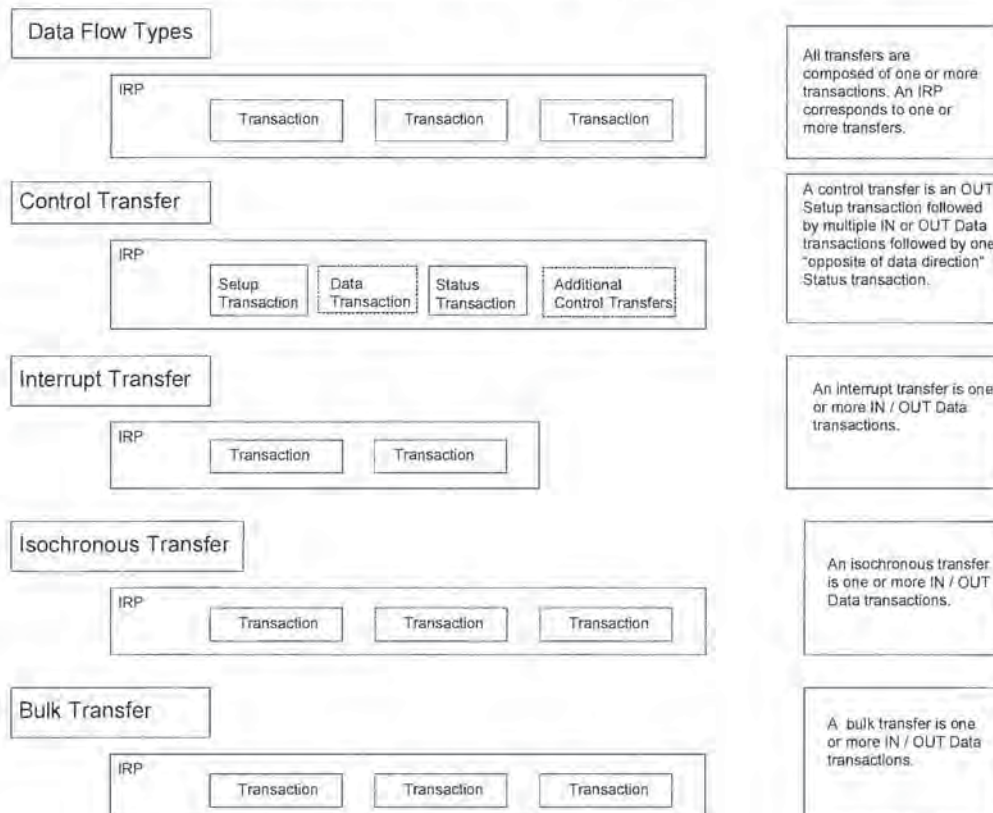 Data Flow Types
IRP
Transaction
Transaction
Transaction
All transfers are
composed of one or more
transactions. An IRP
corresponds to one or
more transfers.
Control Transfer
IRP
Setup
Transaction
Data
Transaction
Status
Transaction
Additional
Control Transfers
A control transfer is an OUT
Setup transaction followed
by multiple IN or OUT Data
transactions followed by one
"opposite of data direction"
Status transaction.
Interrupt Transfer
IRP
Transaction
Transaction
An interrupt transfer is one
or more IN / OUT Data
transactions.
Isochronous Transfer
IRP
Transaction
Transaction
Transaction
An isochronous transfer
is one or more IN / OUT
Data transactions.
Bulk Transfer
IRP
Transaction
Transaction
Transaction
A bulk transfer is one
or more IN / OUT Data
transactions.